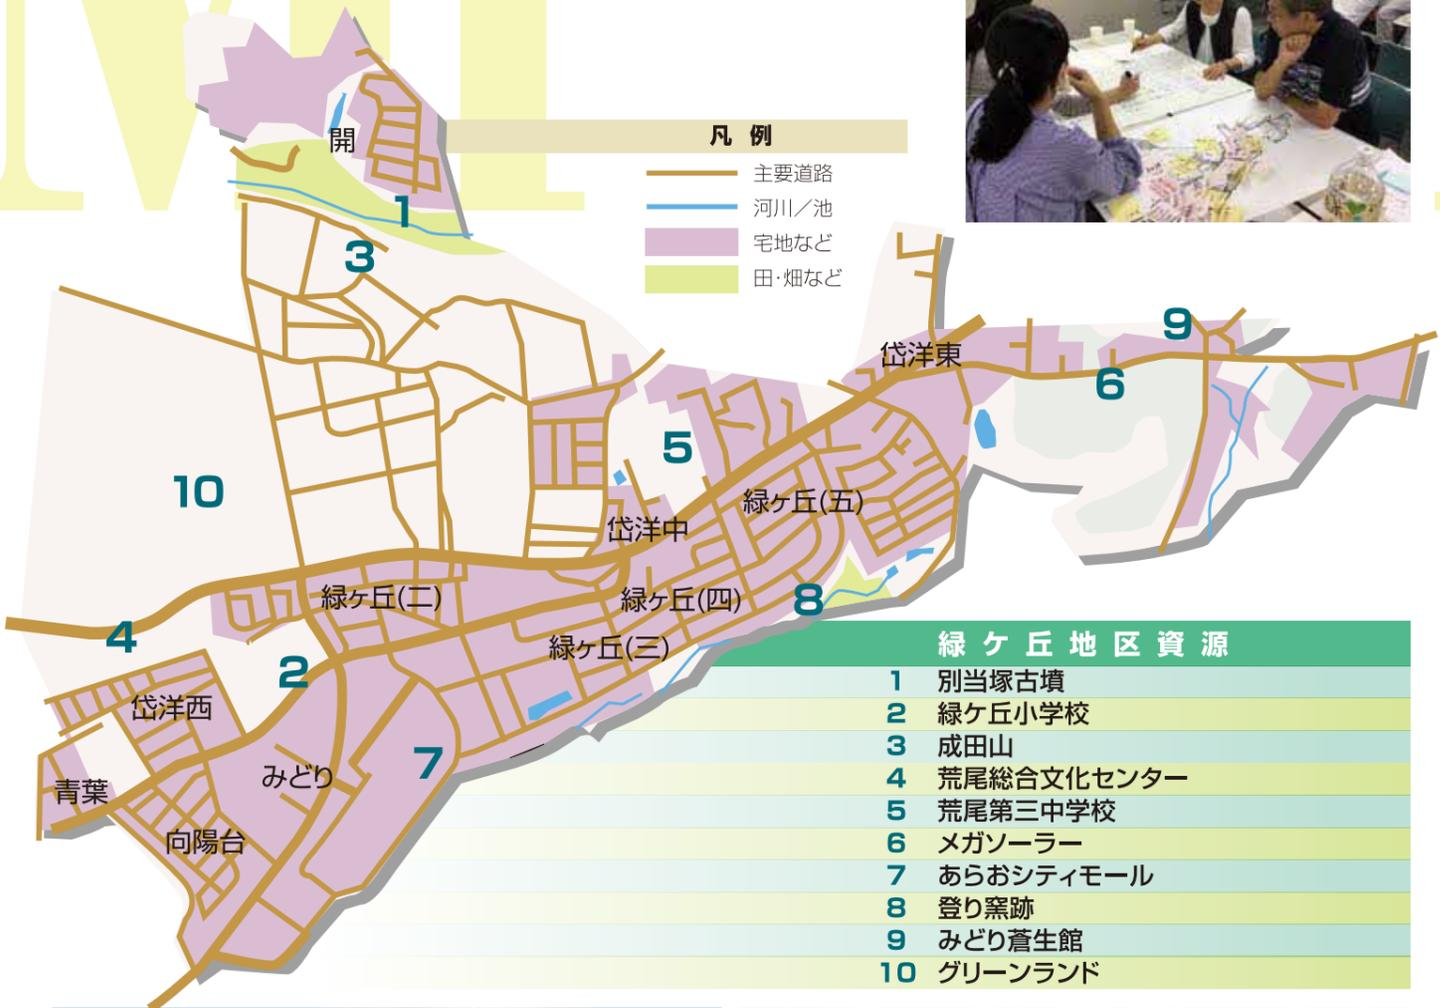 MI
開
1
3
凡例
主要道路
河川／池
宅地など
田・畑など
岱洋東
9
6
5
10
緑ヶ丘(五)
岱洋中
緑ヶ丘(二)
緑ヶ丘(四)
8
緑ヶ丘(三)
4
2
岱洋西
7
みどり
青葉
向陽台
緑ケ丘地区資源
1 別当塚古墳
2 緑ケ丘小学校
3 成田山
4 荒尾総合文化センター
5 荒尾第三中学校
6 メガソーラー
7 あらおシティモール
8 登り窯跡
9 みどり蒼生館
10 グリーンランド